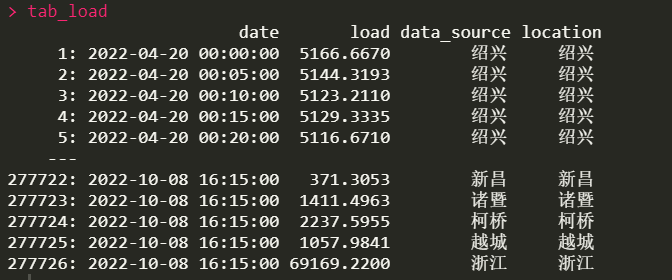 > tab_load
date load data_source location
1: 2022-04-20 00:00:00 5166.6670 绍兴 绍兴
2: 2022-04-20 00:05:00 5144.3193 绍兴 绍兴
3: 2022-04-20 00:10:00 5123.2110 绍兴 绍兴
4: 2022-04-20 00:15:00 5129.3335 绍兴 绍兴
5: 2022-04-20 00:20:00 5116.6710 绍兴 绍兴
---
277722: 2022-10-08 16:15:00 371.3053 新昌 新昌
277723: 2022-10-08 16:15:00 1411.4963 诸暨 诸暨
277724: 2022-10-08 16:15:00 2237.5955 柯桥 柯桥
277725: 2022-10-08 16:15:00 1057.9841 越城 越城
277726: 2022-10-08 16:15:00 69169.2200 浙江 浙江